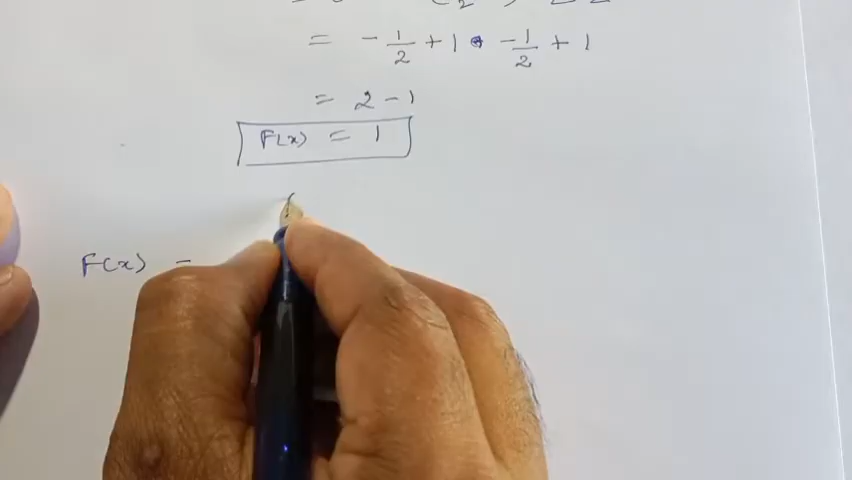 = - 1/2 + 1 - 1/2 + 1
= 2 - 1
F(x) = 1
F(x) =